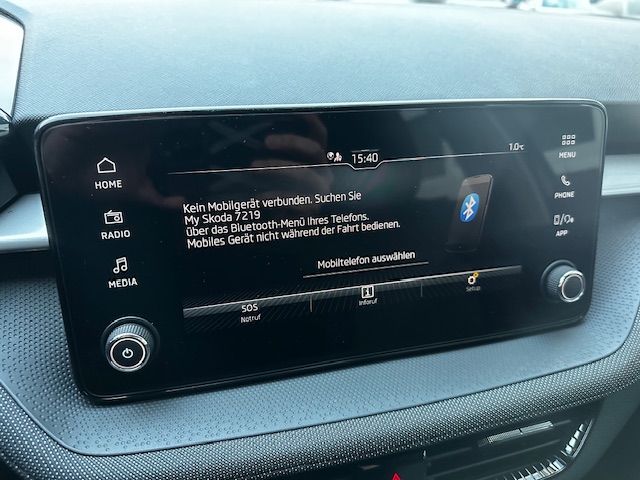 15:40
1.0°C
HOME
RADIO
MEDIA
MENU
PHONE
APP
Kein Mobilgerät verbunden. Suchen Sie
My Skoda 7219
über das Bluetooth-Menü Ihres Telefons.
Mobiles Gerät nicht während der Fahrt bedienen.
Mobiltelefon auswählen
SOS
Notruf
i
Inforuf
Setup